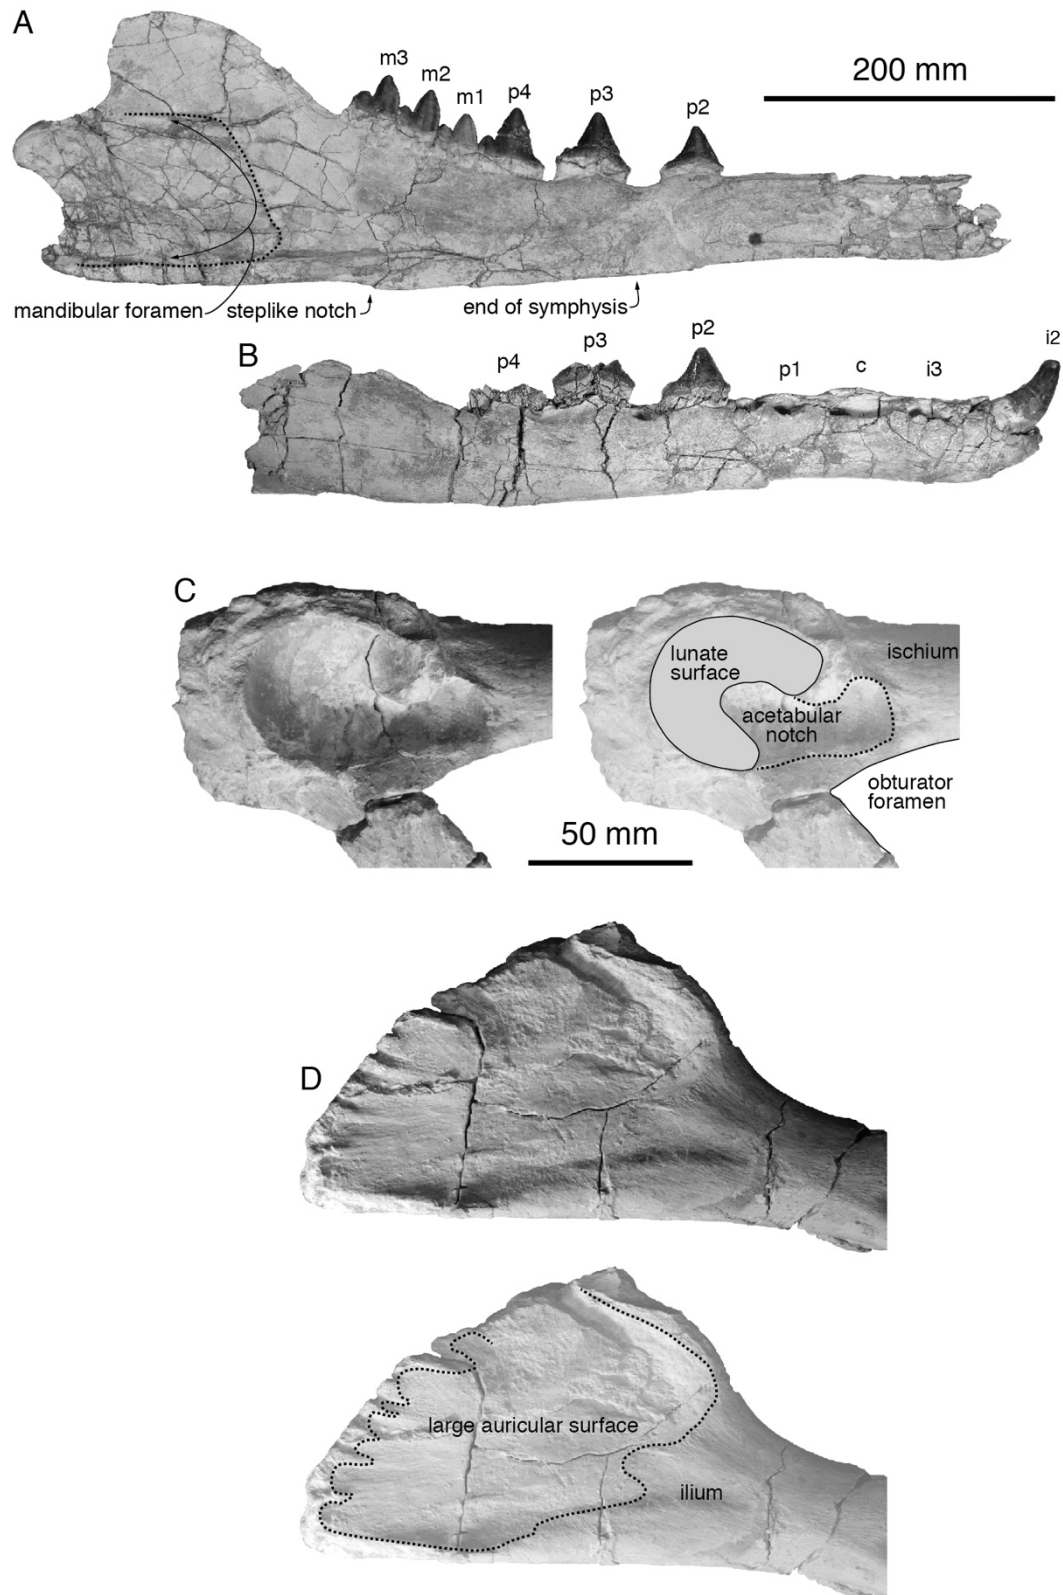 A
m3
m2
m1
p4
p3
p2
200 mm
mandibular foramen
steplike notch
end of symphysis
B
p4
p3
p2
p1
c
i3
i2
C
lunate
surface
ischium
acetabular
notch
obturator
foramen
50 mm
D
large auricular surface
ilium